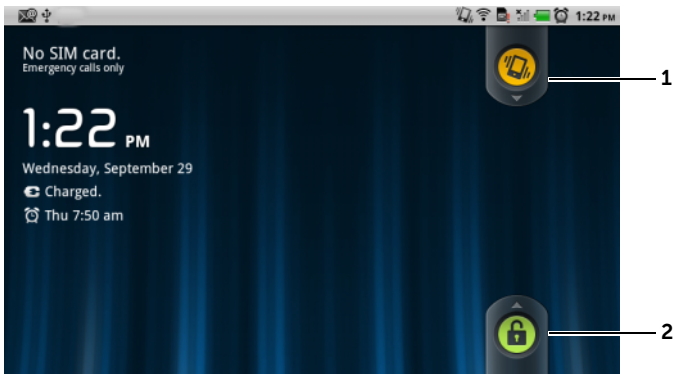 1:22 PM
No SIM card.
Emergency calls only
1
1:22 PM
Wednesday, September 29
Charged.
Thu 7:50 am
2